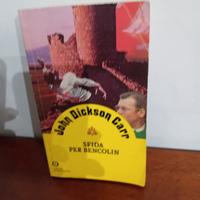 John Dickson Carr
SFIDA
PER BENCOLIN